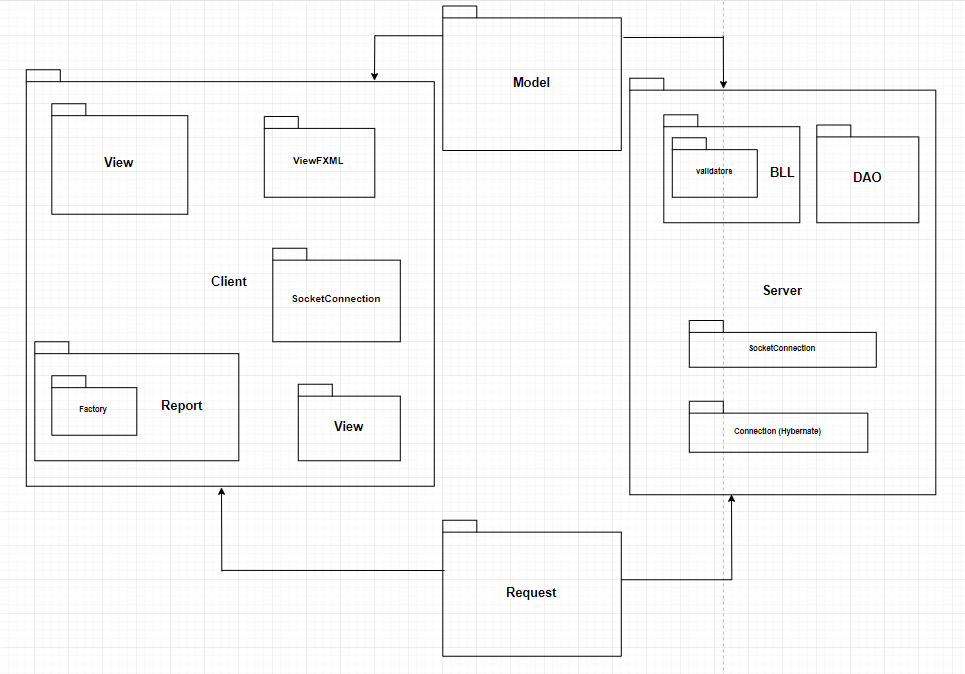 Model
View
ViewFXML
validators
BLL
DAO
Client
SocketConnection
Server
SocketConnection
Factory
Report
View
Connection (Hybernate)
Request